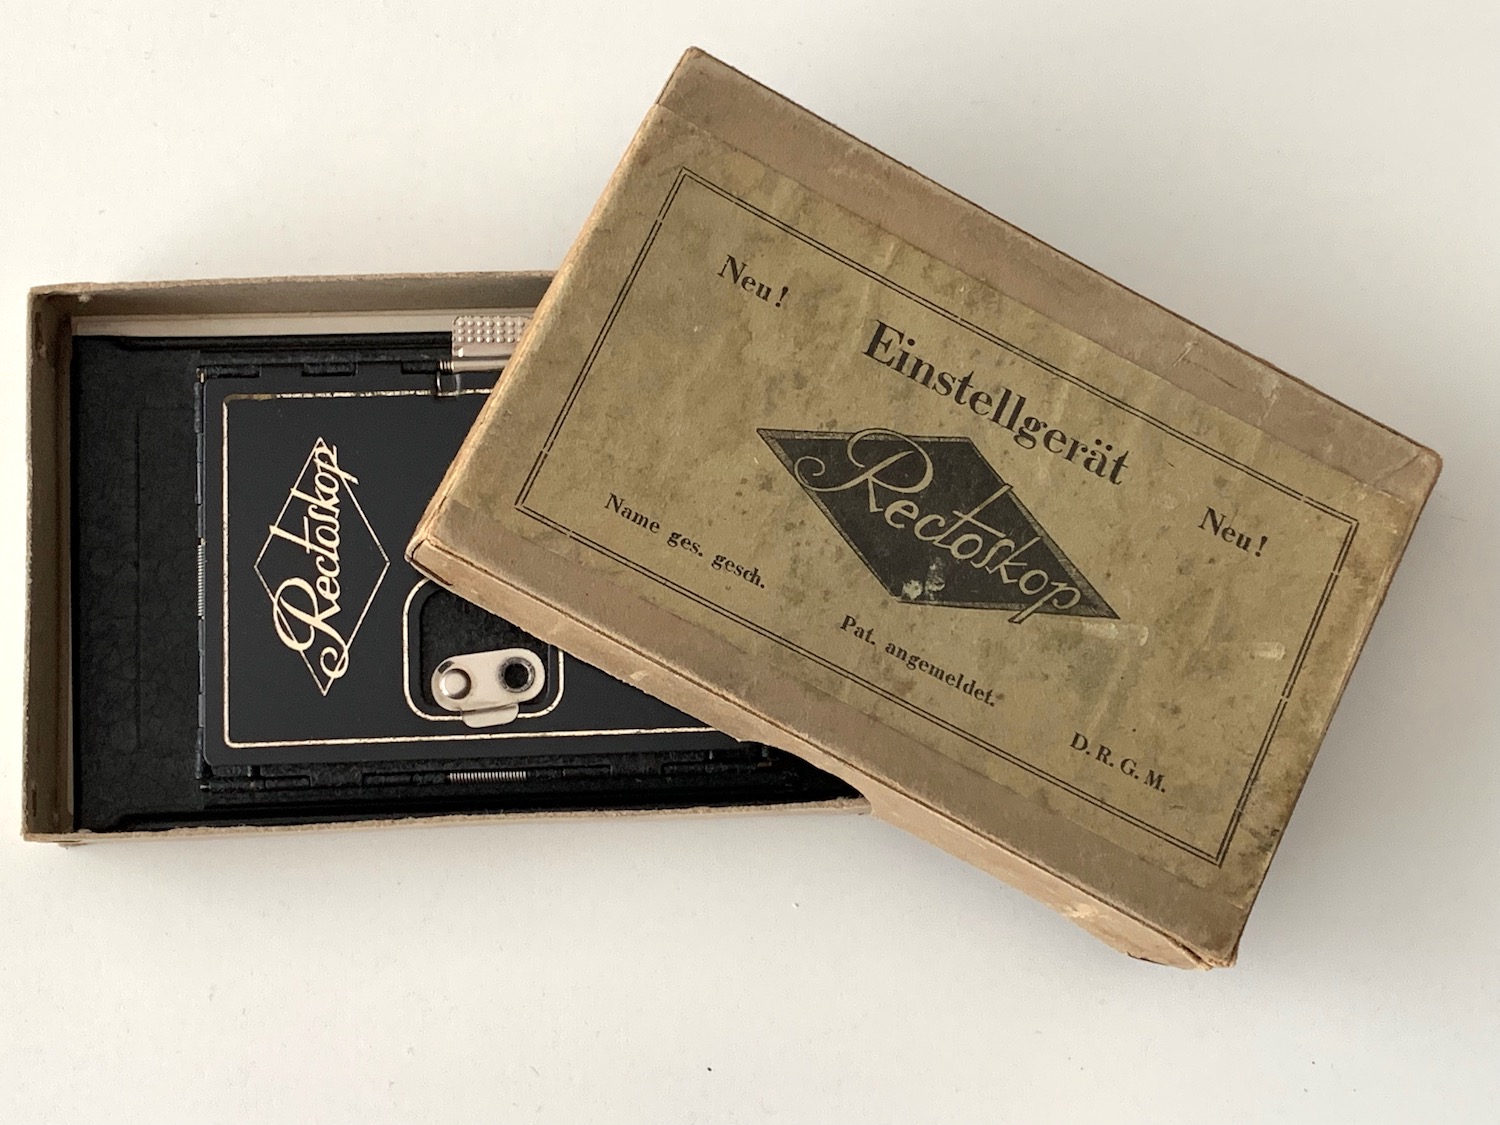 Neu!
Einstellgerät
Rectoskop
Neu!
Name ges. gesch.
Pat. angemeldet.
D. R. G. M.
Rectoskop